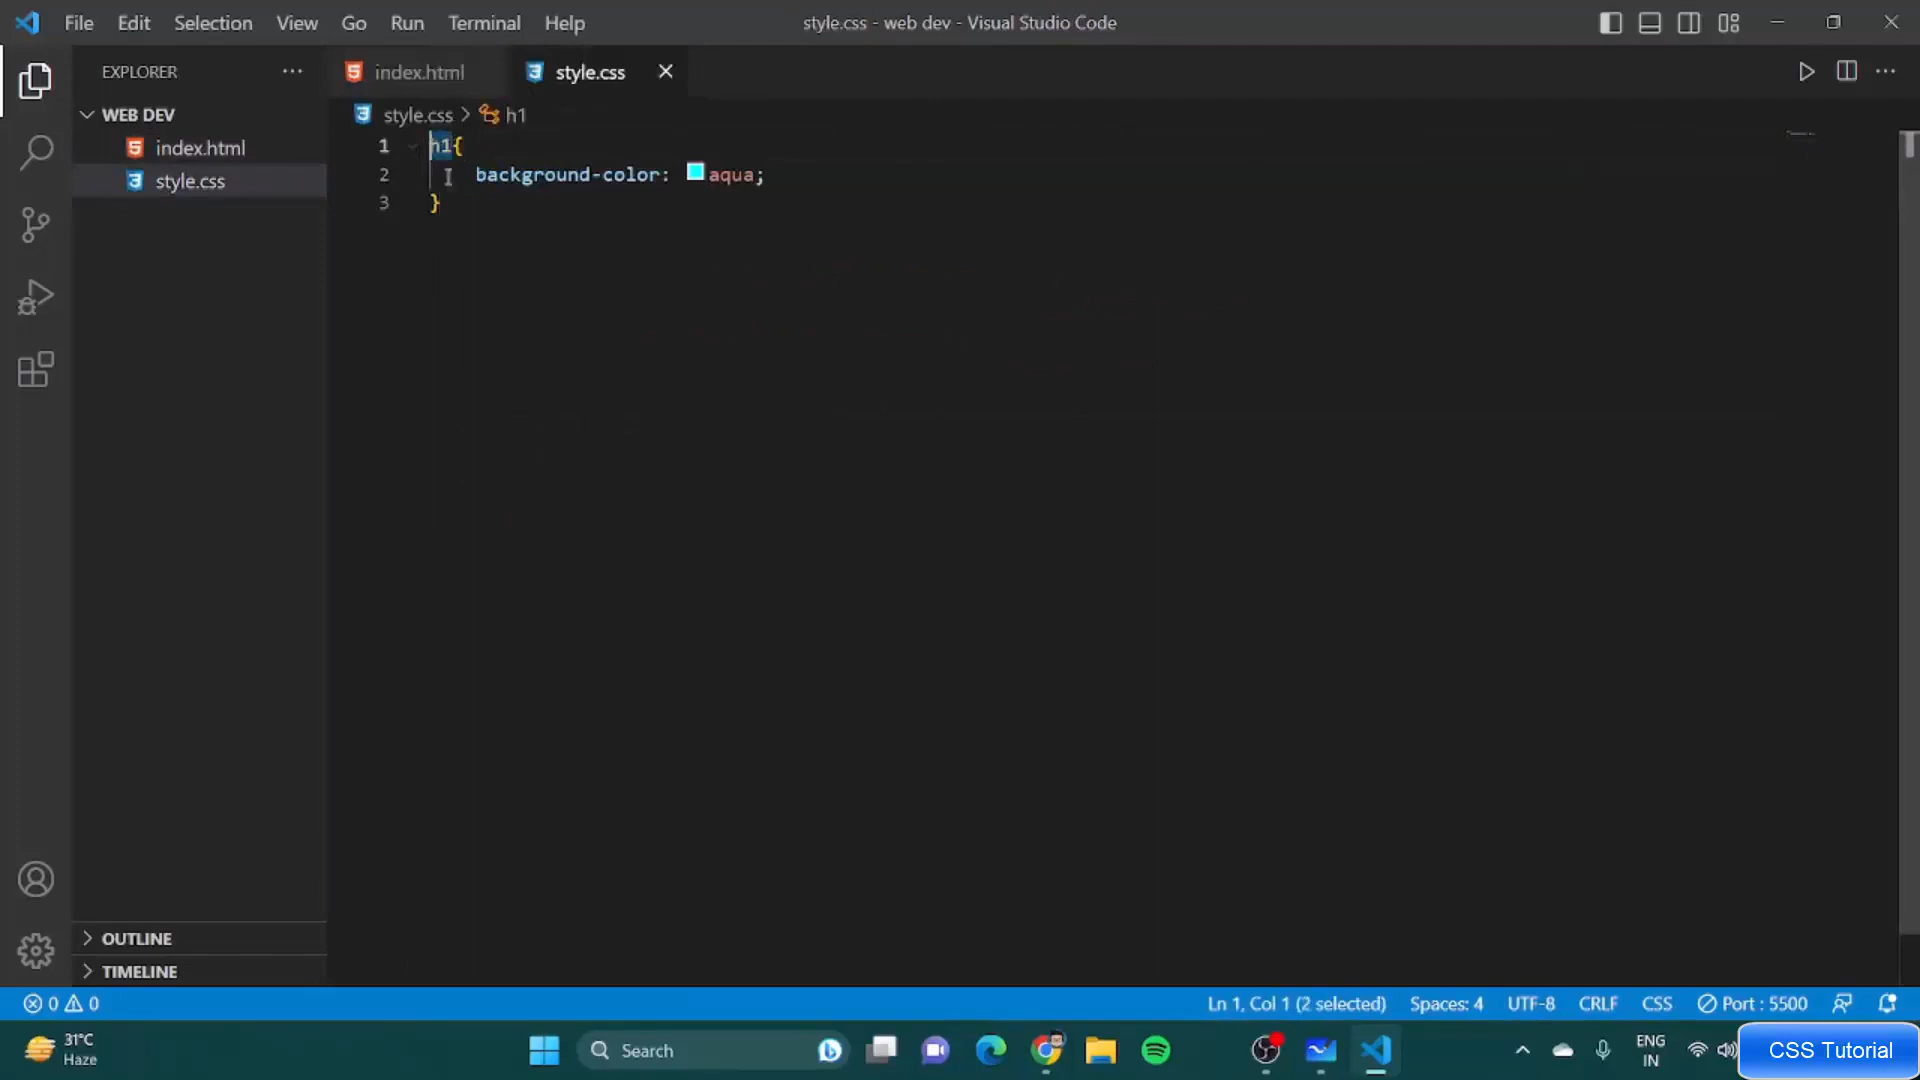 File Edit Selection View Go Run Terminal Help
style.css - web dev - Visual Studio Code
EXPLORER
index.html
style.css
WEB DEV
index.html
style.css
style.css > h1
1 h1{
2 background-color: aqua;
3 }
OUTLINE
TIMELINE
0 0
Ln 1, Col 1 (2 selected) Spaces: 4 UTF-8 CRLF CSS Port : 5500
31°C
Haze
Search
ENG
IN
CSS Tutorial